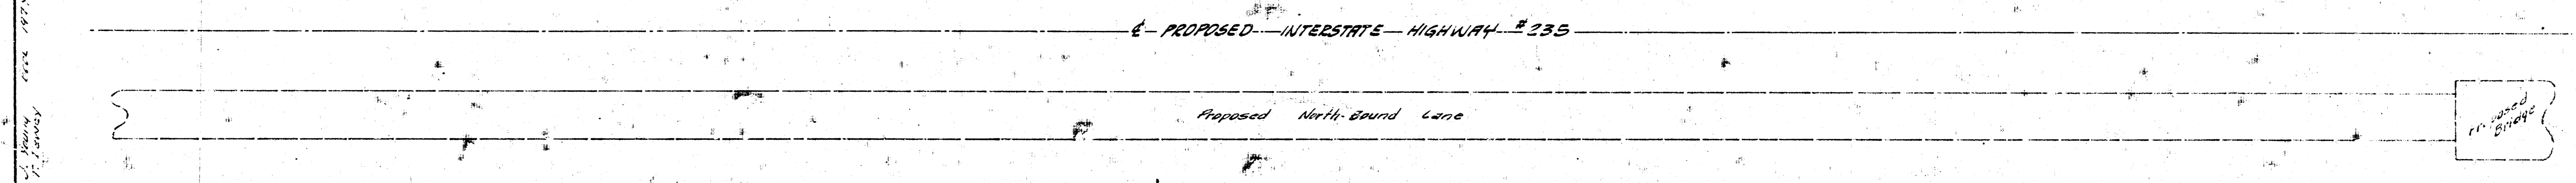 ℄ PROPOSED INTERSTATE HIGHWAY #235
Proposed North-Bound Lane
Proposed
Bridge